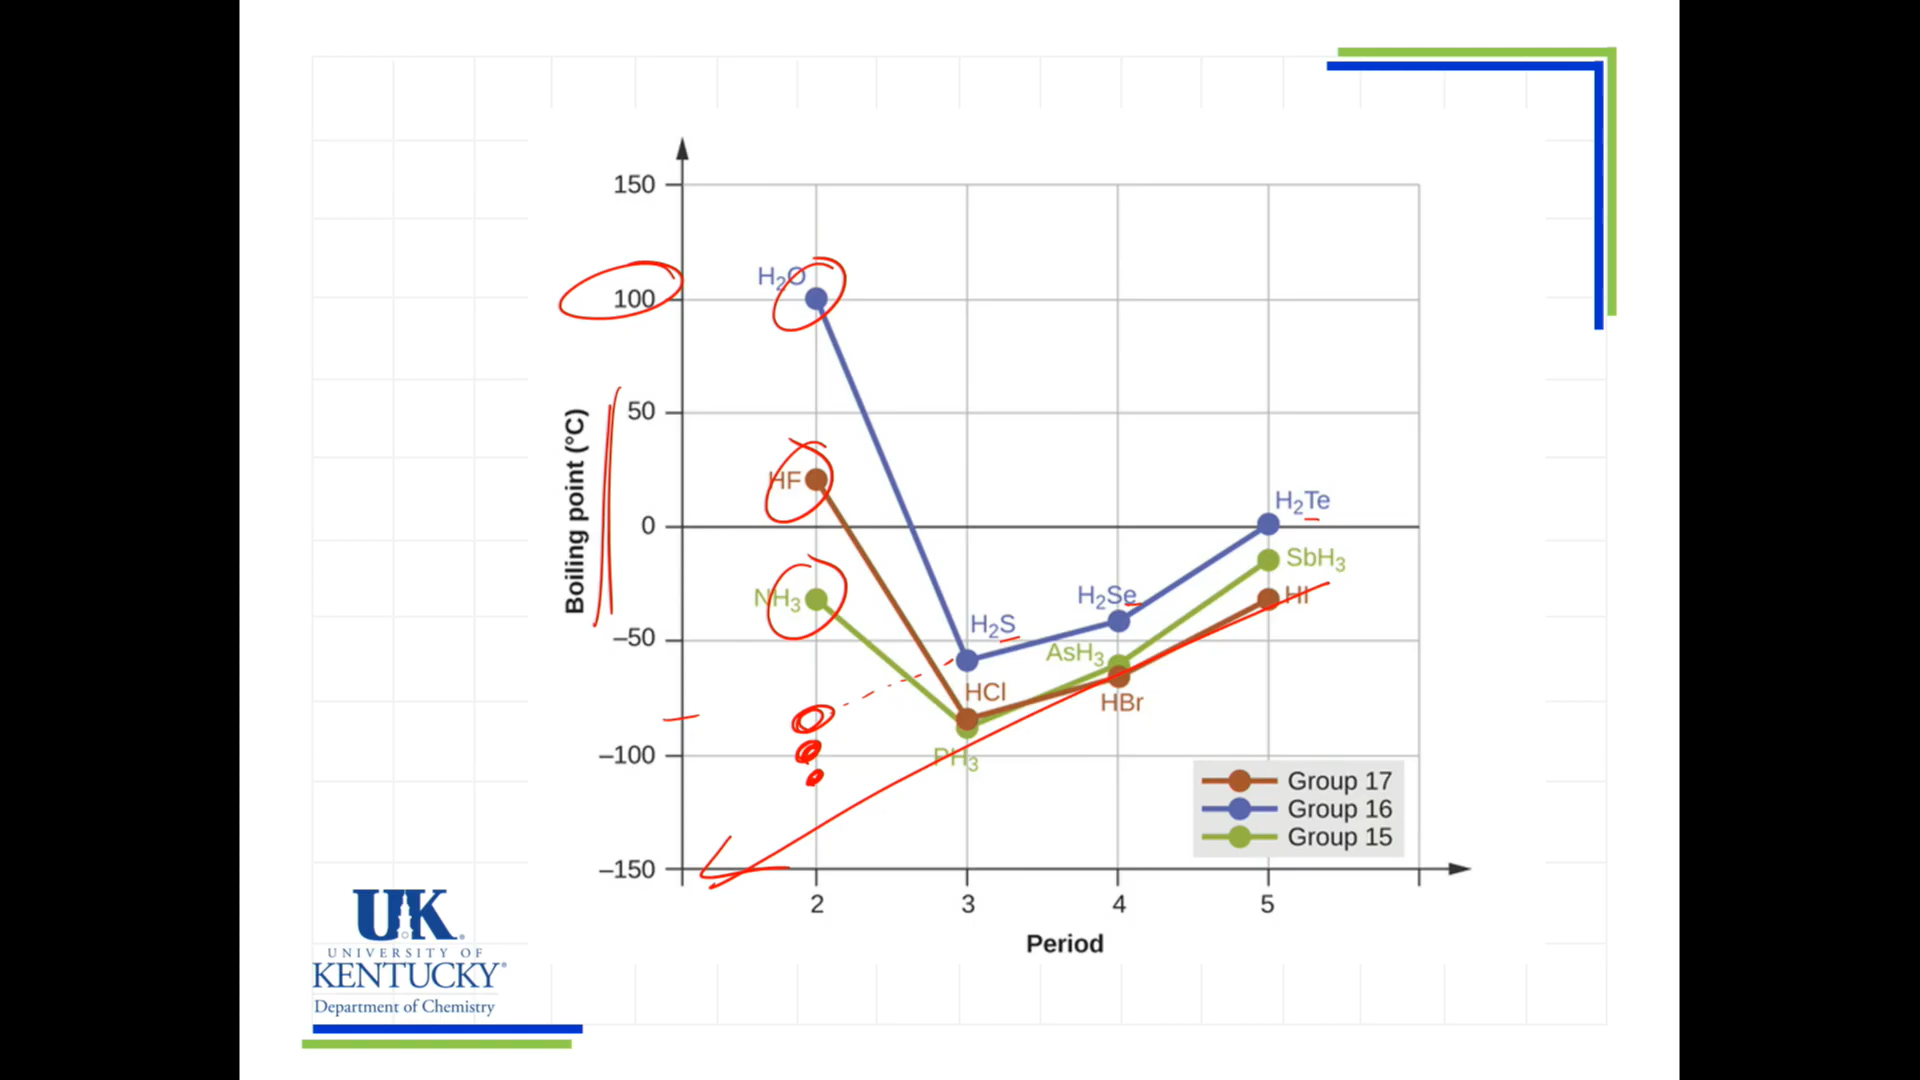 150
H₂O
100
50
HF
Boiling point (°C)
0
H₂Te
SbH₃
NH₃
H₂Se
HI
–50
H₂S
AsH₃
HCl
HBr
–100
PH₃
Group 17
Group 16
Group 15
–150
2 3 4 5
Period
UK
UNIVERSITY OF
KENTUCKY®
Department of Chemistry